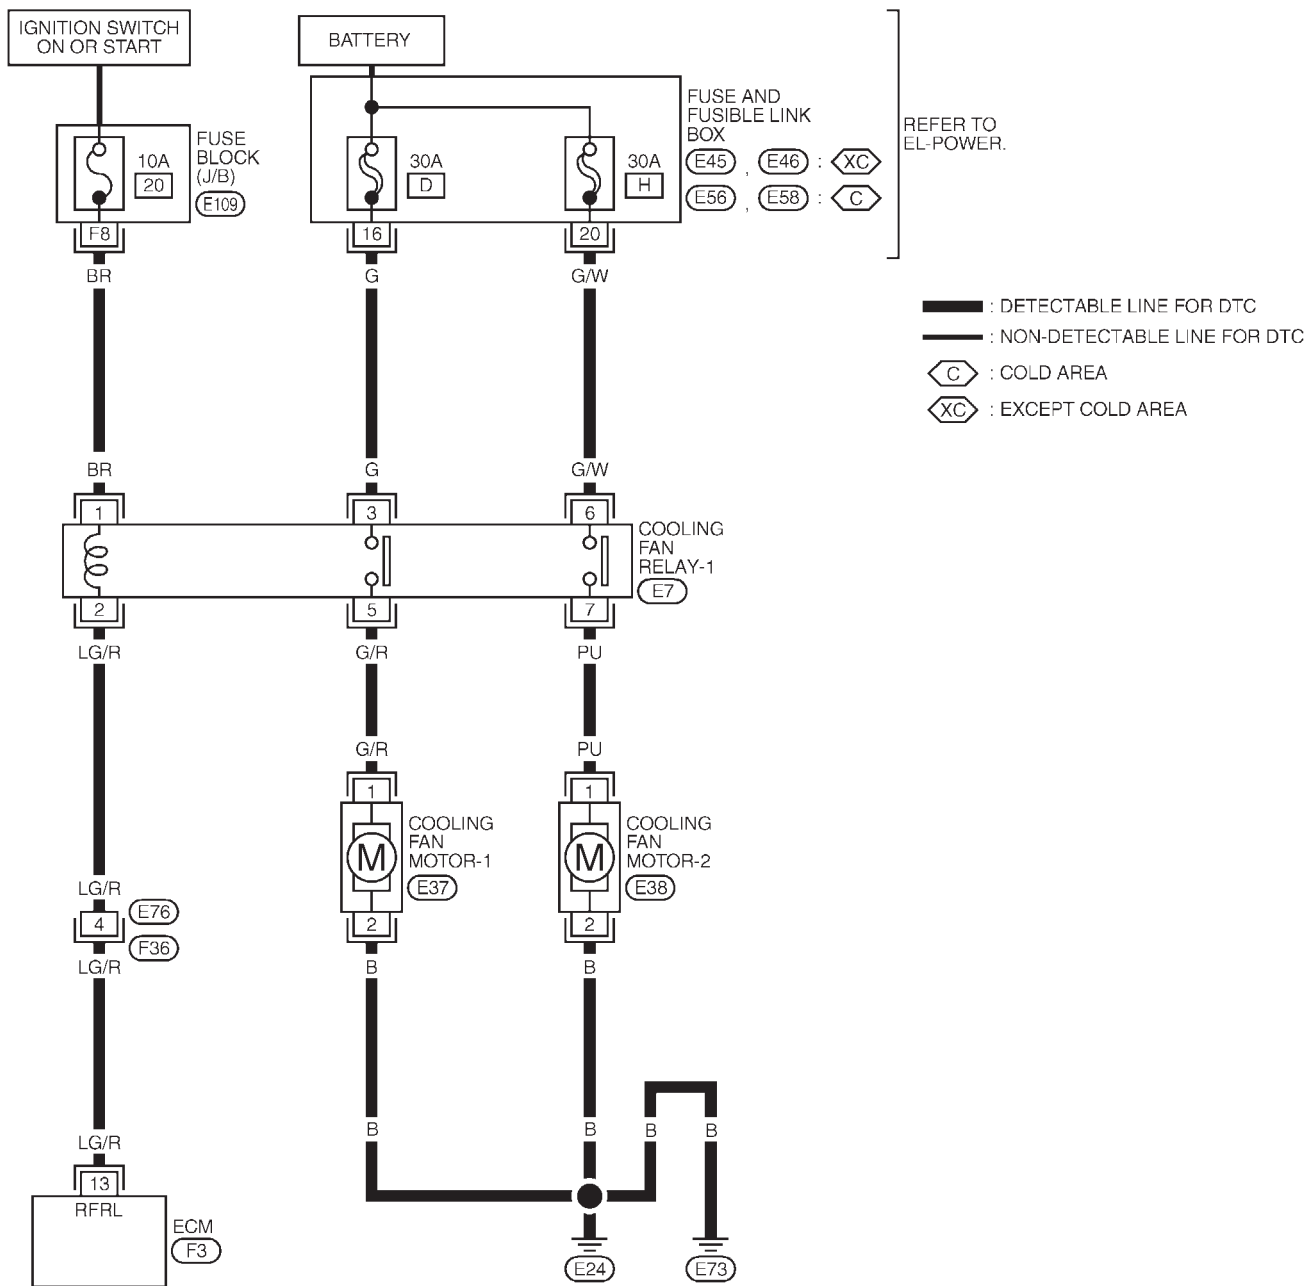 IGNITION SWITCH
ON OR START
BATTERY
10A
20
FUSE
BLOCK
(J/B)
E109
30A
D
30A
H
FUSE AND
FUSIBLE LINK
BOX
E45 , E46 : XC
E56 , E58 : C
REFER TO
EL-POWER.
F8
16
20
BR
G
G/W
: DETECTABLE LINE FOR DTC
: NON-DETECTABLE LINE FOR DTC
C : COLD AREA
XC : EXCEPT COLD AREA
BR
G
G/W
1
3
6
COOLING
FAN
RELAY-1
E7
2
5
7
LG/R
G/R
PU
G/R
PU
1
1
M
COOLING
FAN
MOTOR-1
E37
M
COOLING
FAN
MOTOR-2
E38
2
2
LG/R
4
E76
F36
LG/R
B
B
B
B
B
B
LG/R
13
RFRL
ECM
F3
E24
E73